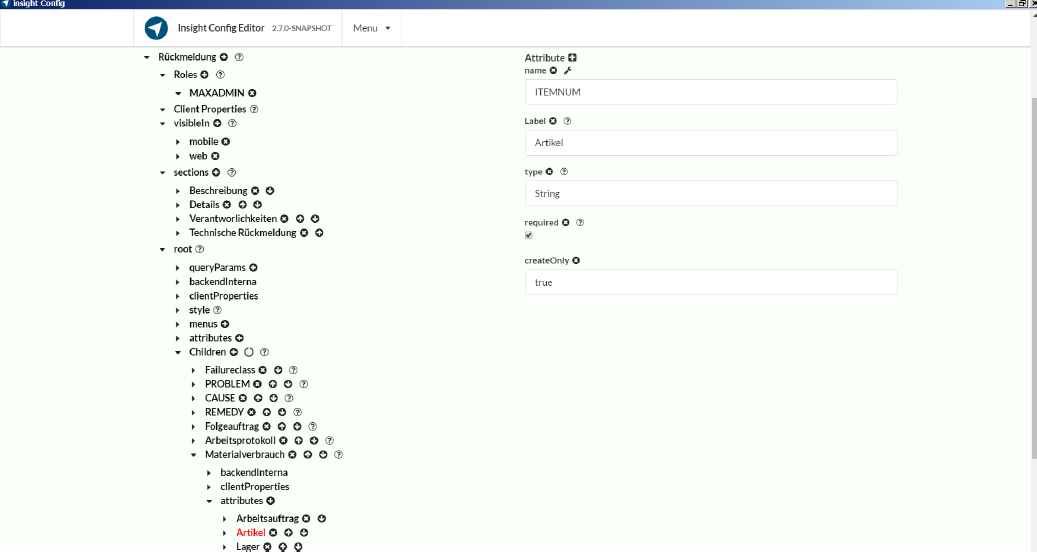 insight Config
Insight Config Editor 2.7.0-SNAPSHOT Menu
Rückmeldung
Roles
MAXADMIN
Client Properties
visibleIn
mobile
web
sections
Beschreibung
Details
Verantworlichkeiten
Technische Rückmeldung
root
queryParams
backendInterna
clientProperties
style
menus
attributes
Children
Failureclass
PROBLEM
CAUSE
REMEDY
Folgeauftrag
Arbeitsprotokoll
Materialverbrauch
backendInterna
clientProperties
attributes
Arbeitsauftrag
Artikel
Lager
Attribute
name
ITEMNUM
Label
Artikel
type
String
required
createOnly
true